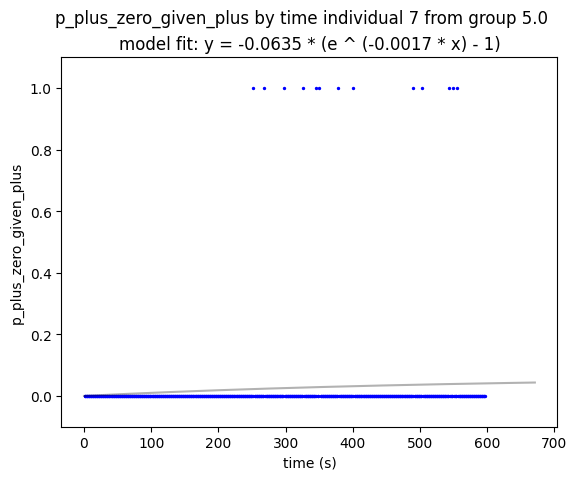 p_plus_zero_given_plus by time individual 7 from group 5.0
model fit: y = -0.0635 * (e ^ (-0.0017 * x) - 1)
p_plus_zero_given_plus
1.0
0.8
0.6
0.4
0.2
0.0
0 100 200 300 400 500 600 700
time (s)